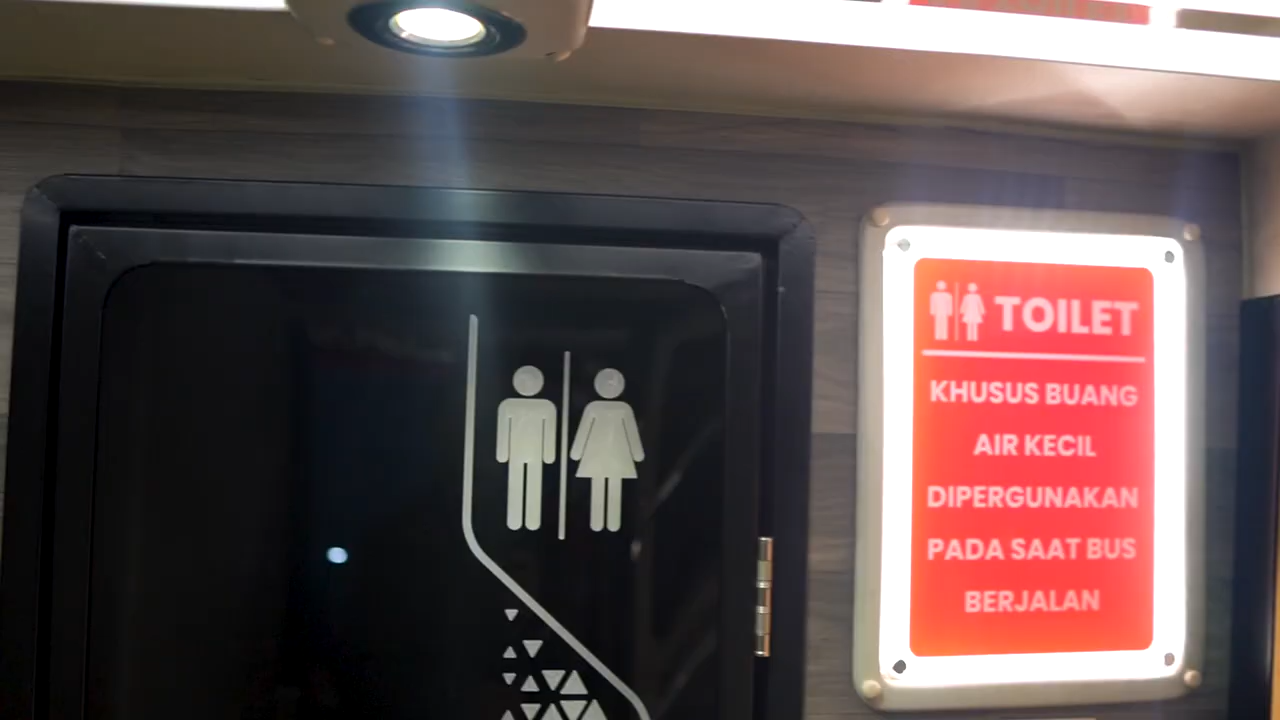 TOILET
KHUSUS BUANG
AIR KECIL
DIPERGUNAKAN
PADA SAAT BUS
BERJALAN